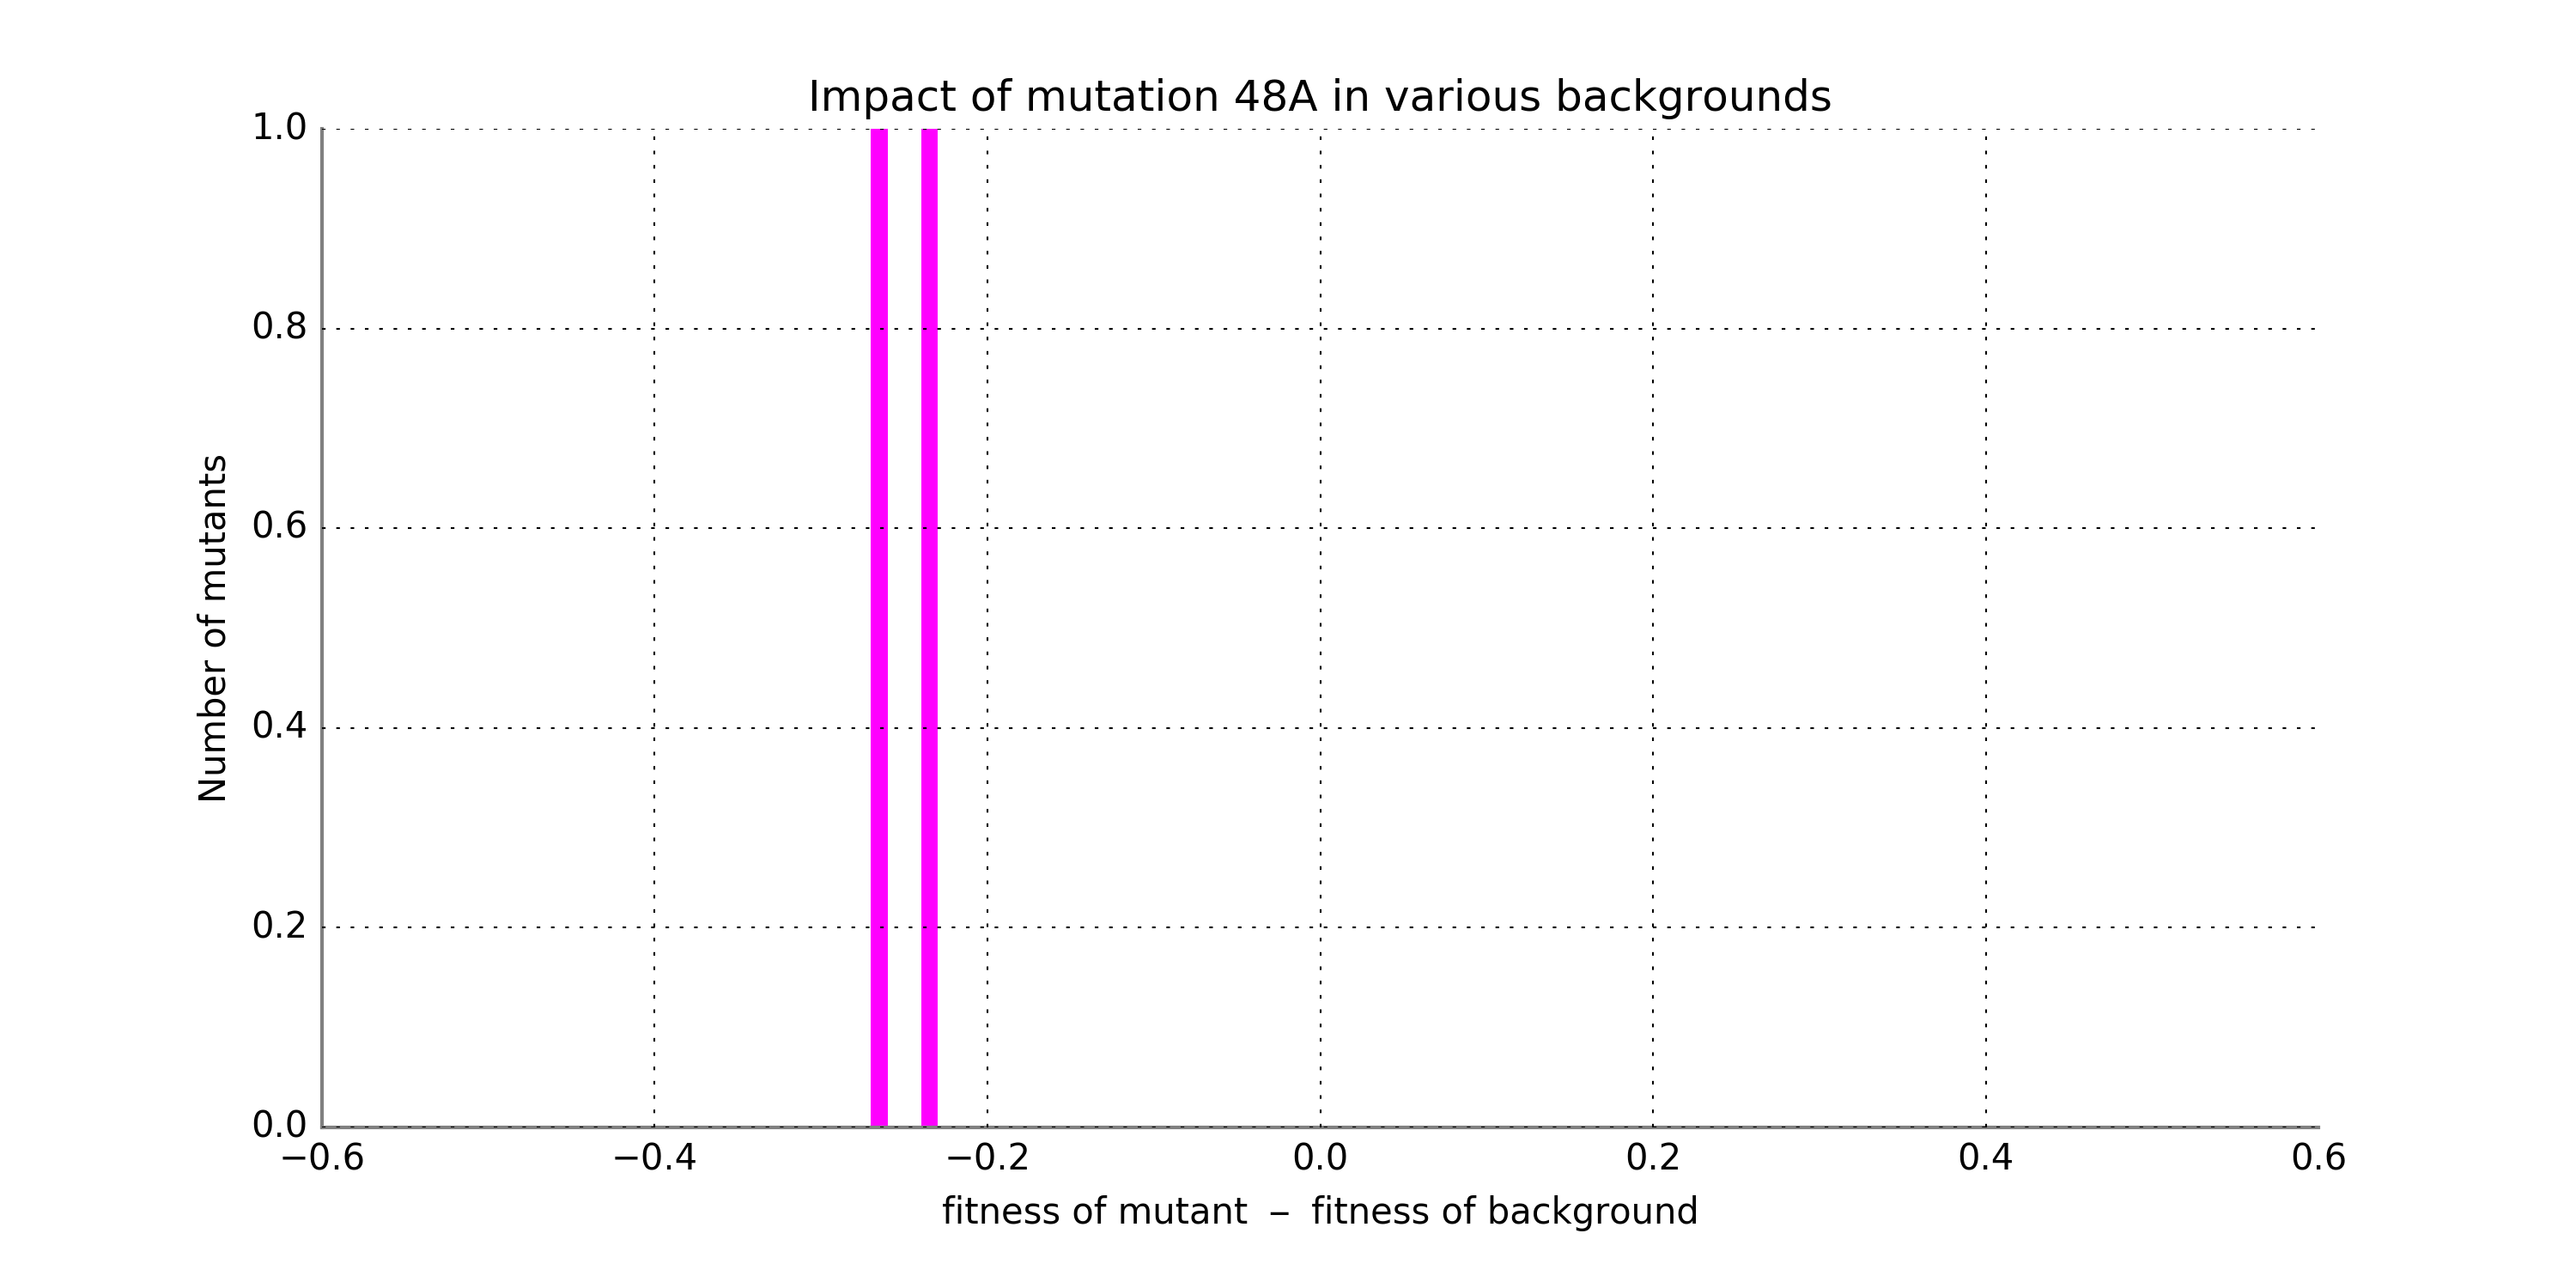 Impact of mutation 48A in various backgrounds
1.0
0.8
0.6
0.4
0.2
0.0
Number of mutants
−0.6 −0.4 −0.2 0.0 0.2 0.4 0.6
fitness of mutant − fitness of background